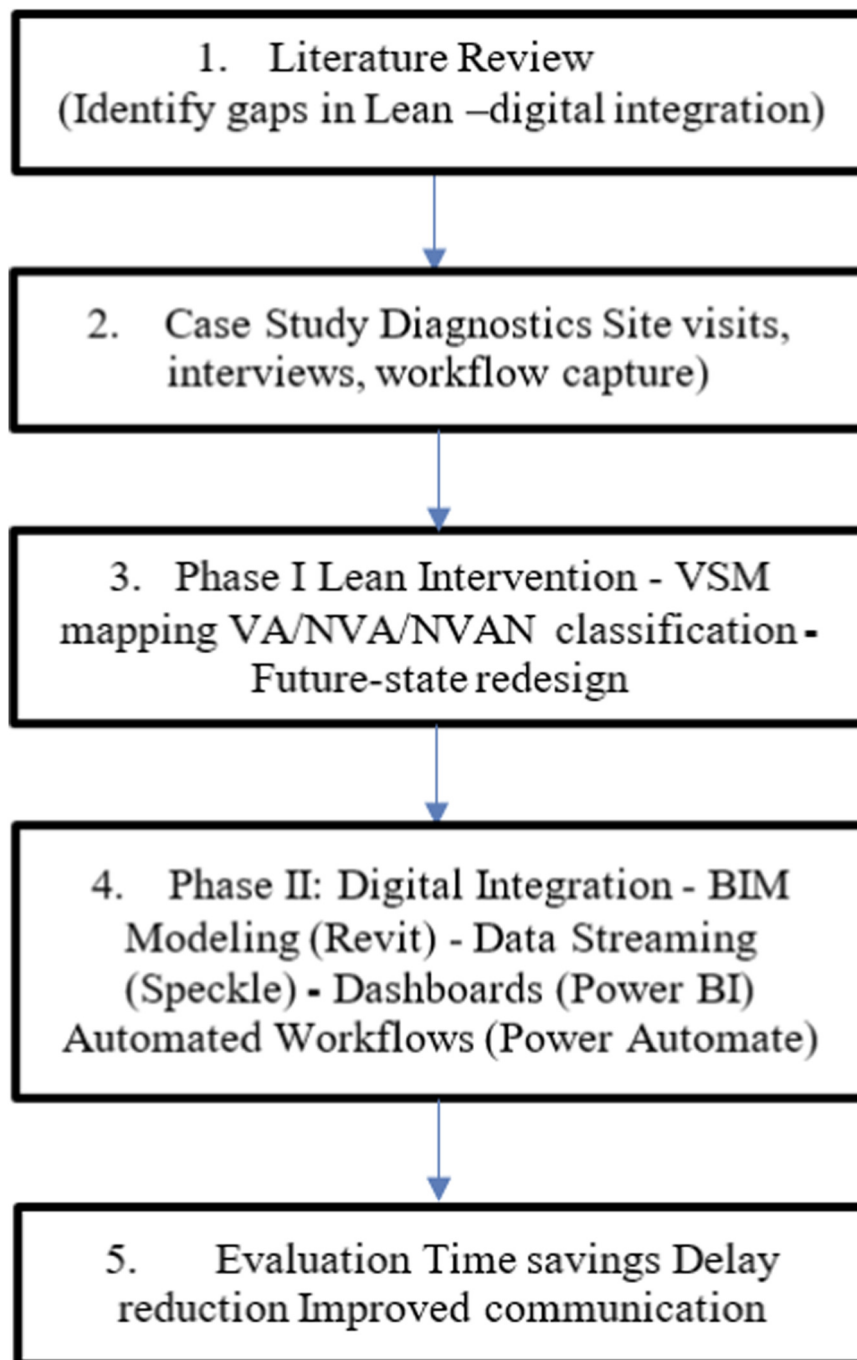 1. Literature Review
(Identify gaps in Lean –digital integration)
2. Case Study Diagnostics Site visits,
interviews, workflow capture)
3. Phase I Lean Intervention - VSM
mapping VA/NVA/NVAN classification -
Future-state redesign
4. Phase II: Digital Integration - BIM
Modeling (Revit) - Data Streaming
(Speckle) - Dashboards (Power BI)
Automated Workflows (Power Automate)
5. Evaluation Time savings Delay
reduction Improved communication